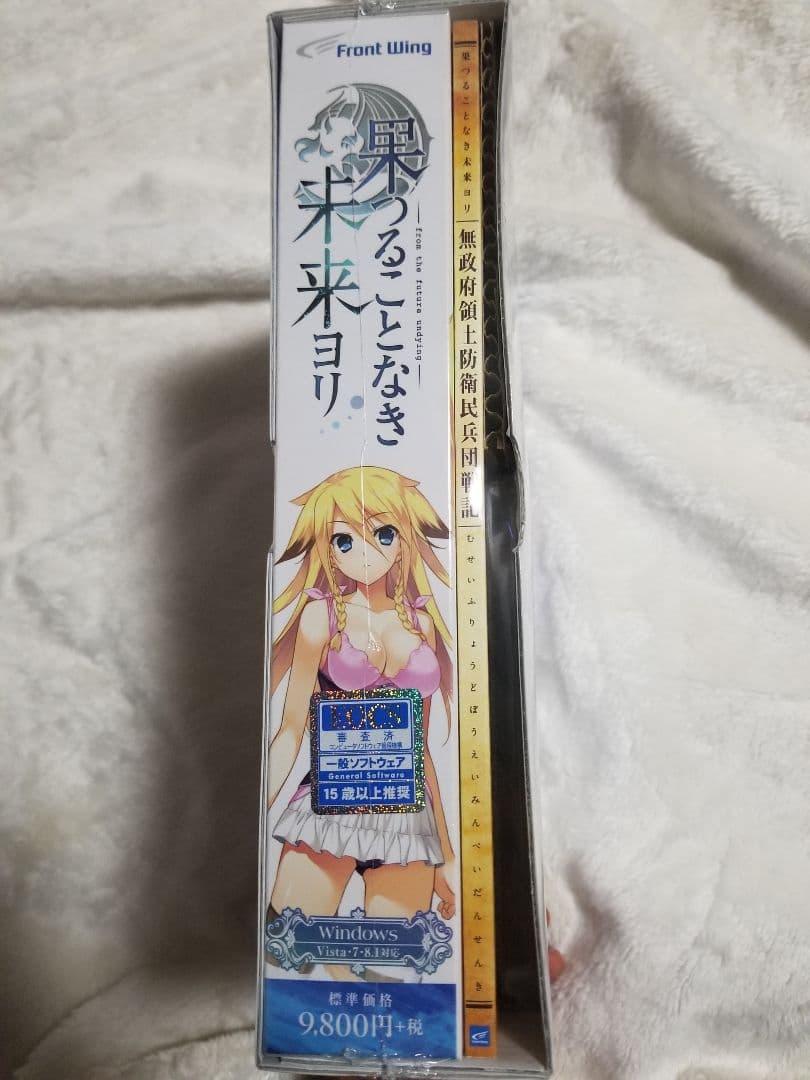 Front Wing
果つることなき
未来ヨリ
from the future undying
EOCS
審査済
コンピュータソフトウェア倫理機構
一般ソフトウェア
General Software
15歳以上推奨
Windows
Vista・7・8.1対応
標準価格
9,800円+税
果つることなき未来ヨリ
無政府領土防衛民兵団戦記
むせいふりょうどぼうえいみんぺいだんせんき
Front Wing